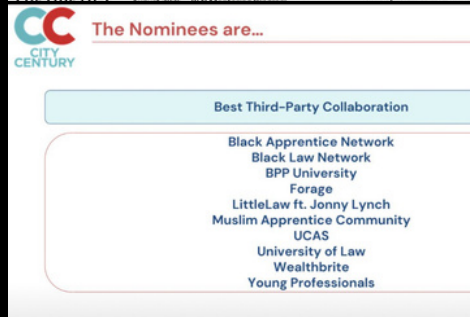 CC
CITY
CENTURY
The Nominees are...
Best Third-Party Collaboration
Black Apprentice Network
Black Law Network
BPP University
Forage
LittleLaw ft. Jonny Lynch
Muslim Apprentice Community
UCAS
University of Law
Wealthbrite
Young Professionals